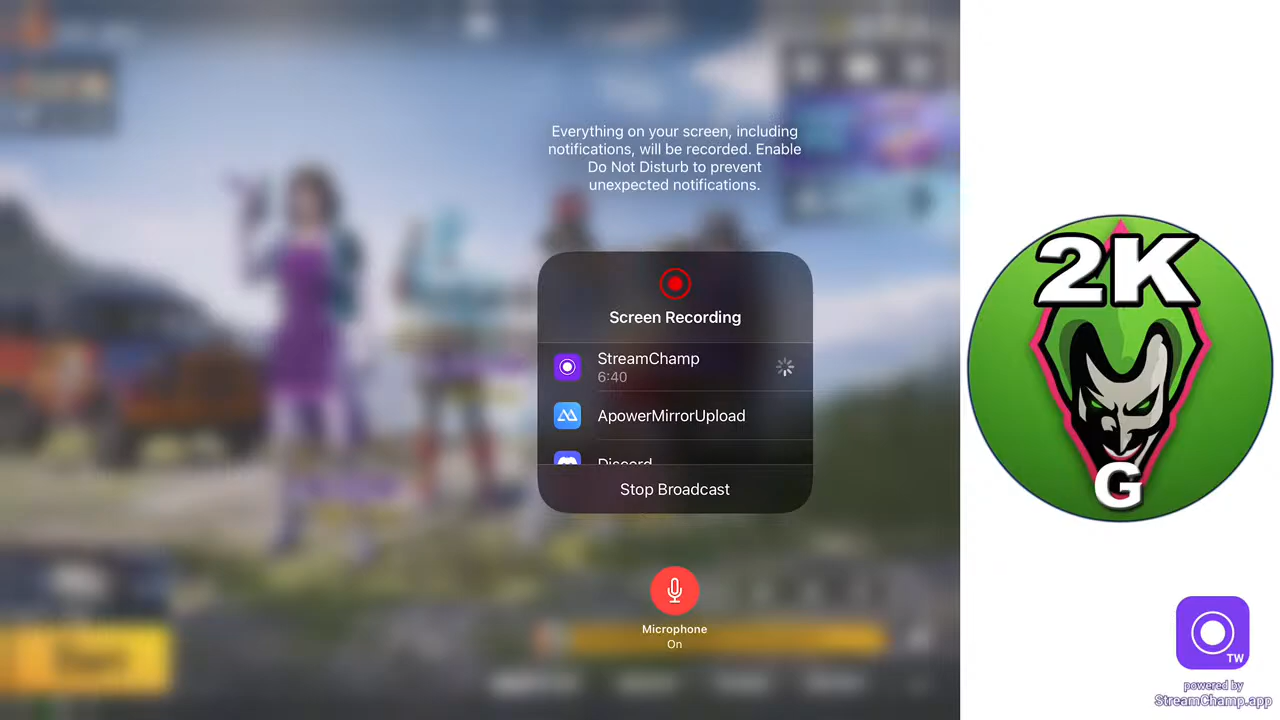 Everything on your screen, including
notifications, will be recorded. Enable
Do Not Disturb to prevent
unexpected notifications.
Screen Recording
StreamChamp
6:40
ApowerMirrorUpload
Discord
Stop Broadcast
Microphone
On
2K
G
TW
powered by
StreamChamp.app